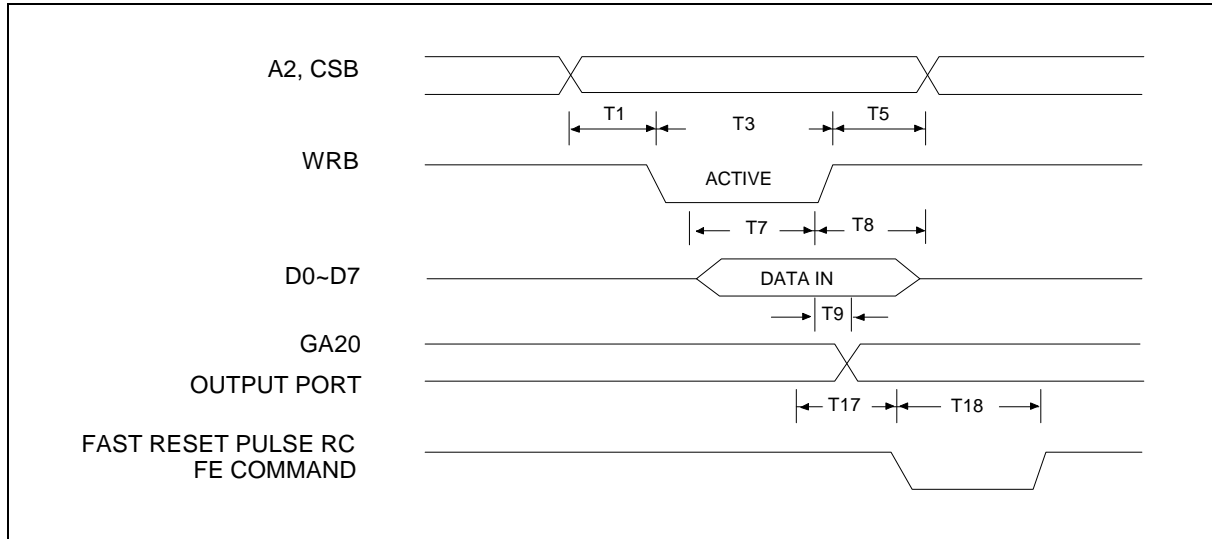 A2, CSB
T1
T3
T5
WRB
ACTIVE
T7
T8
D0~D7
DATA IN
T9
GA20
OUTPUT PORT
T17
T18
FAST RESET PULSE RC
FE COMMAND